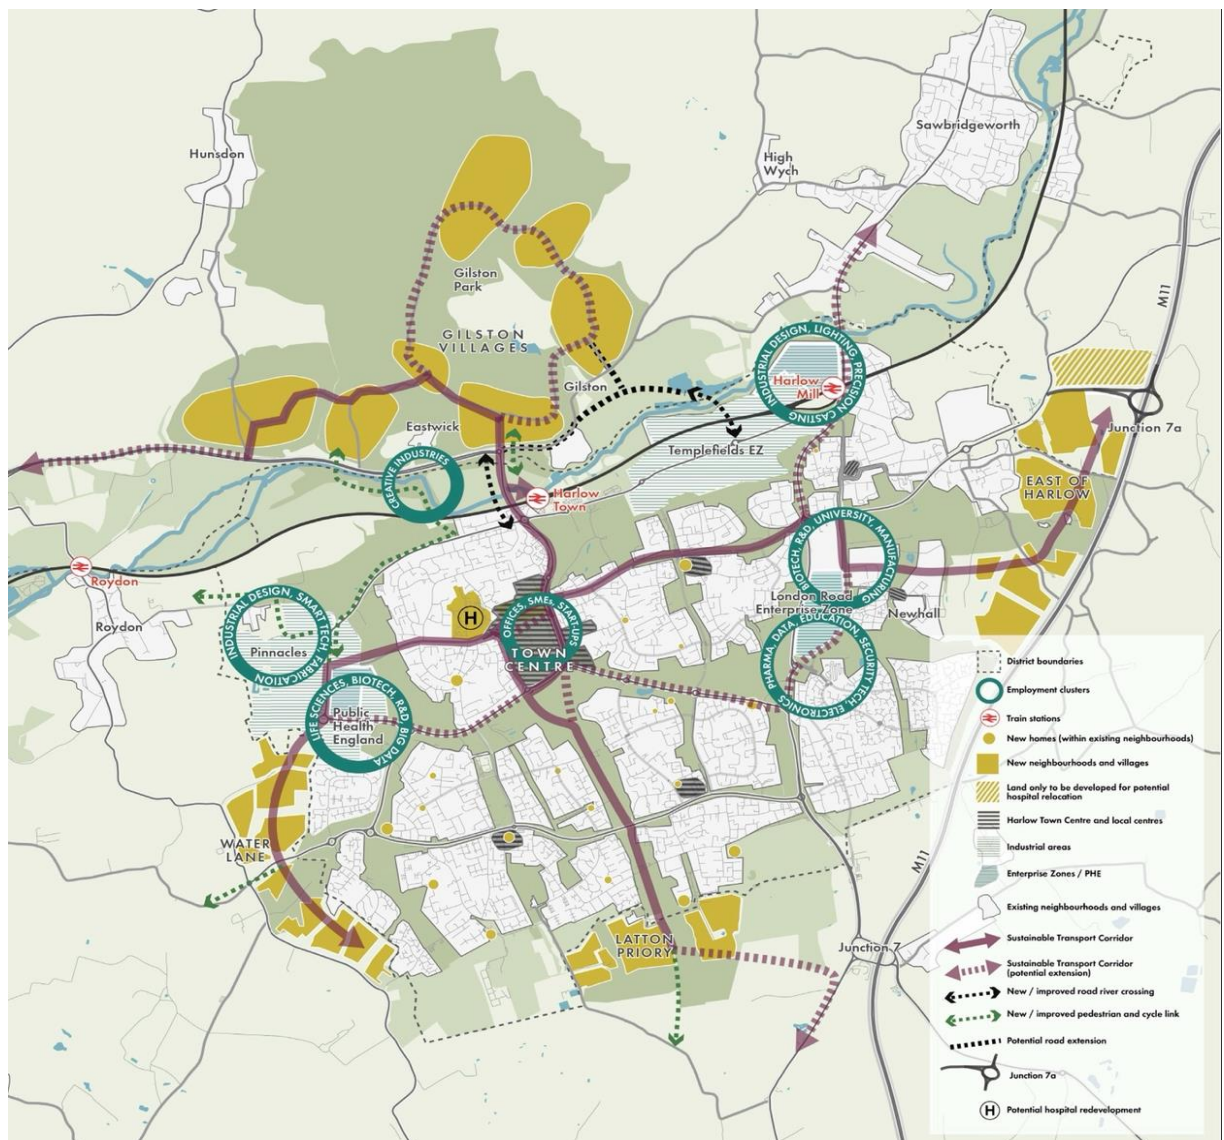 Sawbridgeworth
Hunsdon
High
Wych
Gilston
Park
M11
GILSTON
VILLAGES
INDUSTRIAL DESIGN, LIGHTING, PRECISION CASTING
Harlow
Mill
Gilston
Eastwick
Junction 7a
Templefields EZ
CREATIVE INDUSTRIES
EAST OF
HARLOW
Harlow
Town
BIOTECH, R&D, UNIVERSITY, MANUFACTURING
Roydon
INDUSTRIAL DESIGN, SMART TECH, FABRICATION
London Road
Enterprise Zone
Newhall
H
OFFICES, SMEs, START-UPS
Roydon
Pinnacles
TOWN
CENTRE
PHARMA, DATA, EDUCATION, SECURITY TECH, ELECTRONICS
LIFE SCIENCES, BIOTECH, R&D, BIG DATA
Public
Health
England
WATER
LANE
M11
LATTON
PRIORY
Junction 7
District boundaries
Employment clusters
Train stations
New homes (within existing neighbourhoods)
New neighbourhoods and villages
Land only to be developed for potential
hospital relocation
Harlow Town Centre and local centres
Industrial areas
Enterprise Zones / PHE
Existing neighbourhoods and villages
Sustainable Transport Corridor
Sustainable Transport Corridor
(potential extension)
New / improved road river crossing
New / improved pedestrian and cycle link
Potential road extension
Junction 7a
H Potential hospital redevelopment